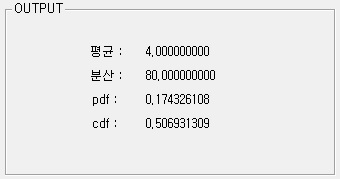 OUTPUT
평균 : 4,000000000
분산 : 80,000000000
pdf : 0,174326108
cdf : 0,506931309